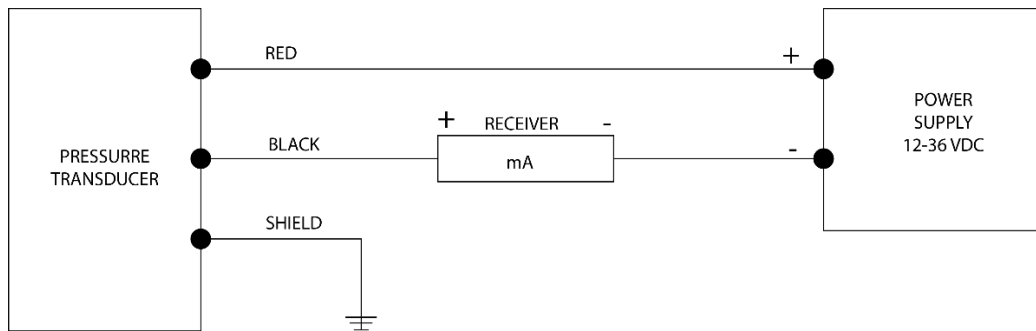 RED
+
POWER
SUPPLY
12-36 VDC
+ RECEIVER -
BLACK
mA
-
PRESSURRE
TRANSDUCER
SHIELD